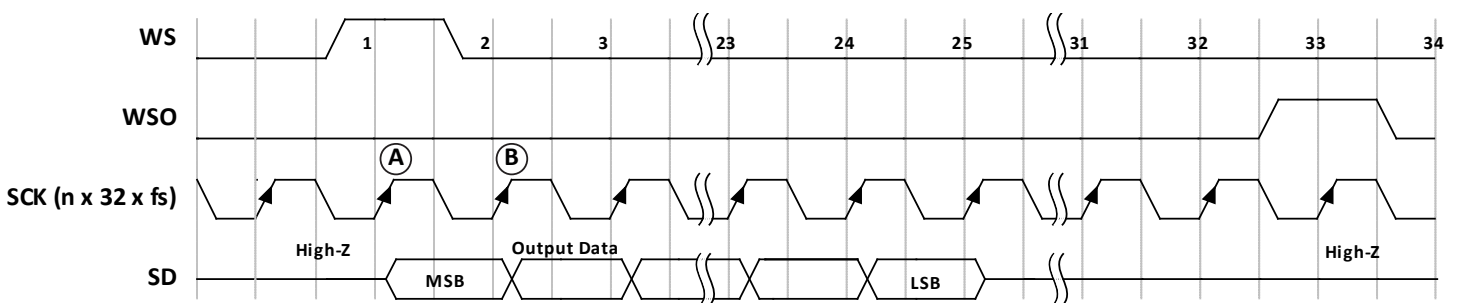 WS
1 2 3 23 24 25 31 32 33 34
WSO
A B
SCK (n x 32 x fs)
High-Z Output Data High-Z
SD MSB LSB